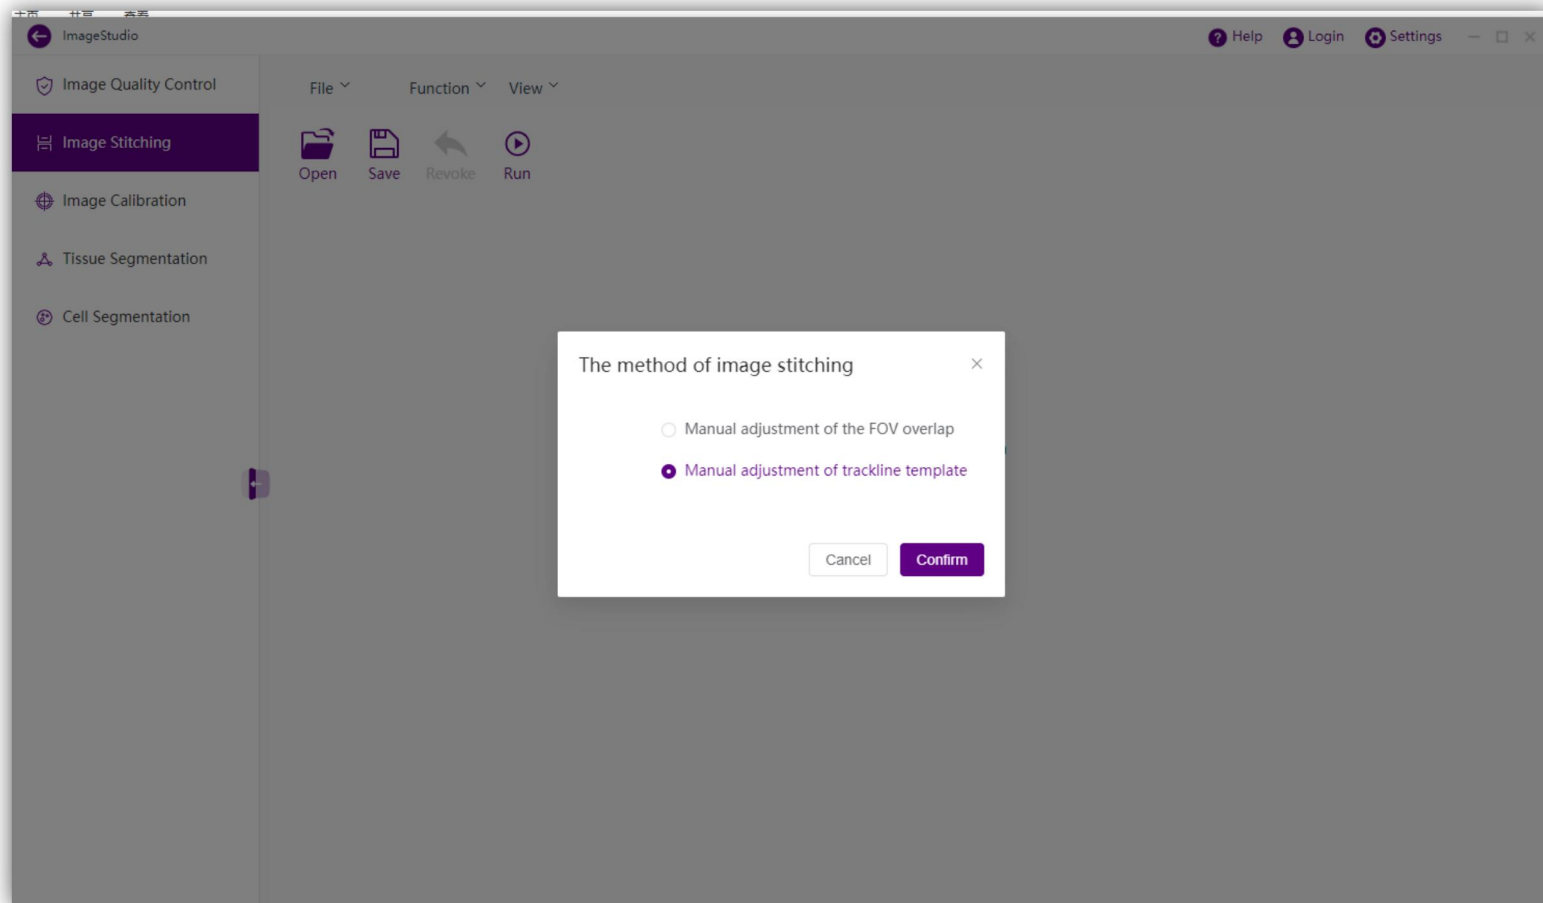 ImageStudio
Help Login Settings
Image Quality Control
Image Stitching
Image Calibration
Tissue Segmentation
Cell Segmentation
File Function View
Open Save Revoke Run
The method of image stitching
Manual adjustment of the FOV overlap
Manual adjustment of trackline template
Cancel Confirm